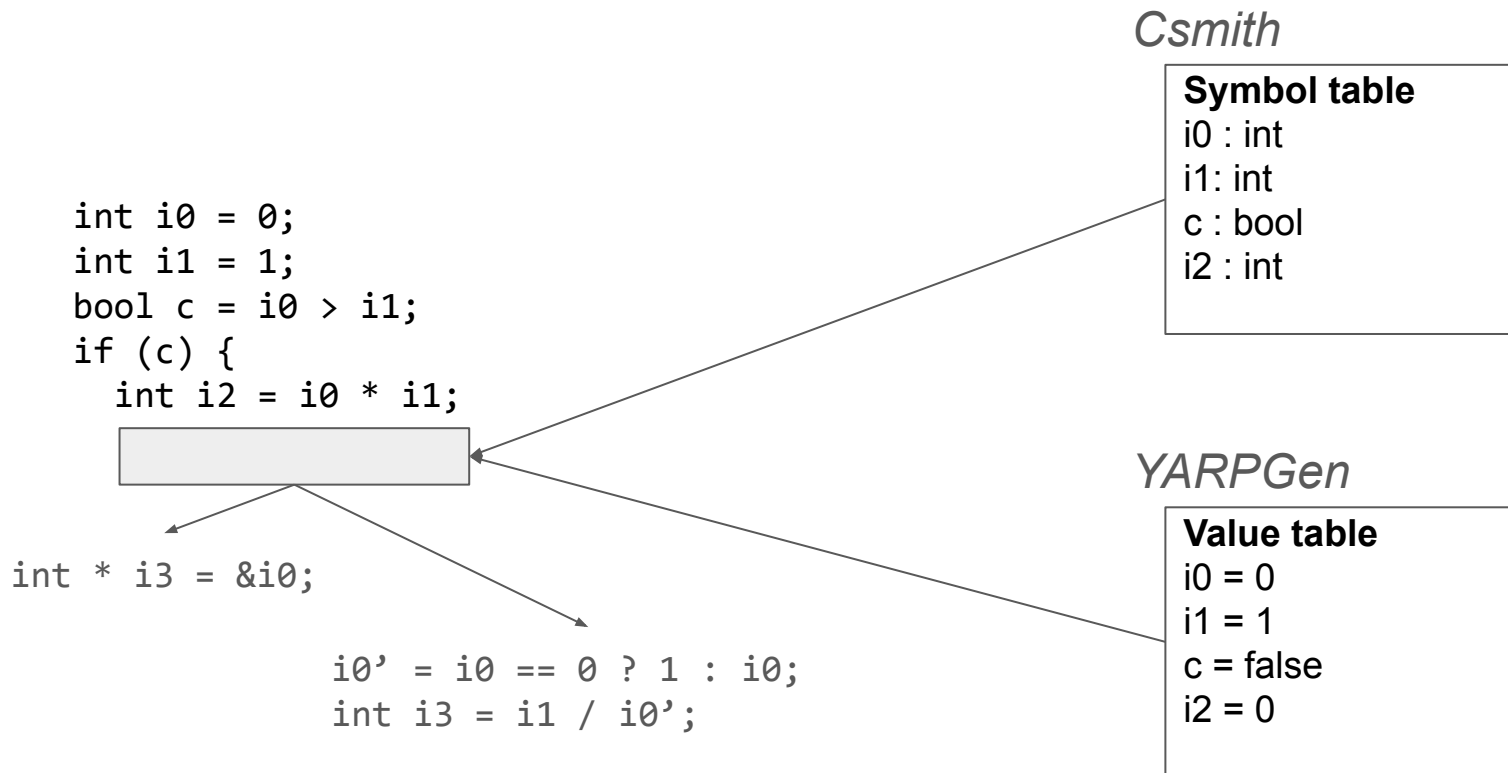 Csmith
Symbol table
i0 : int
i1: int
c : bool
i2 : int
int i0 = 0;
int i1 = 1;
bool c = i0 > i1;
if (c) {
int i2 = i0 * i1;
int * i3 = &i0;
i0’ = i0 == 0 ? 1 : i0;
int i3 = i1 / i0’;
YARPGen
Value table
i0 = 0
i1 = 1
c = false
i2 = 0